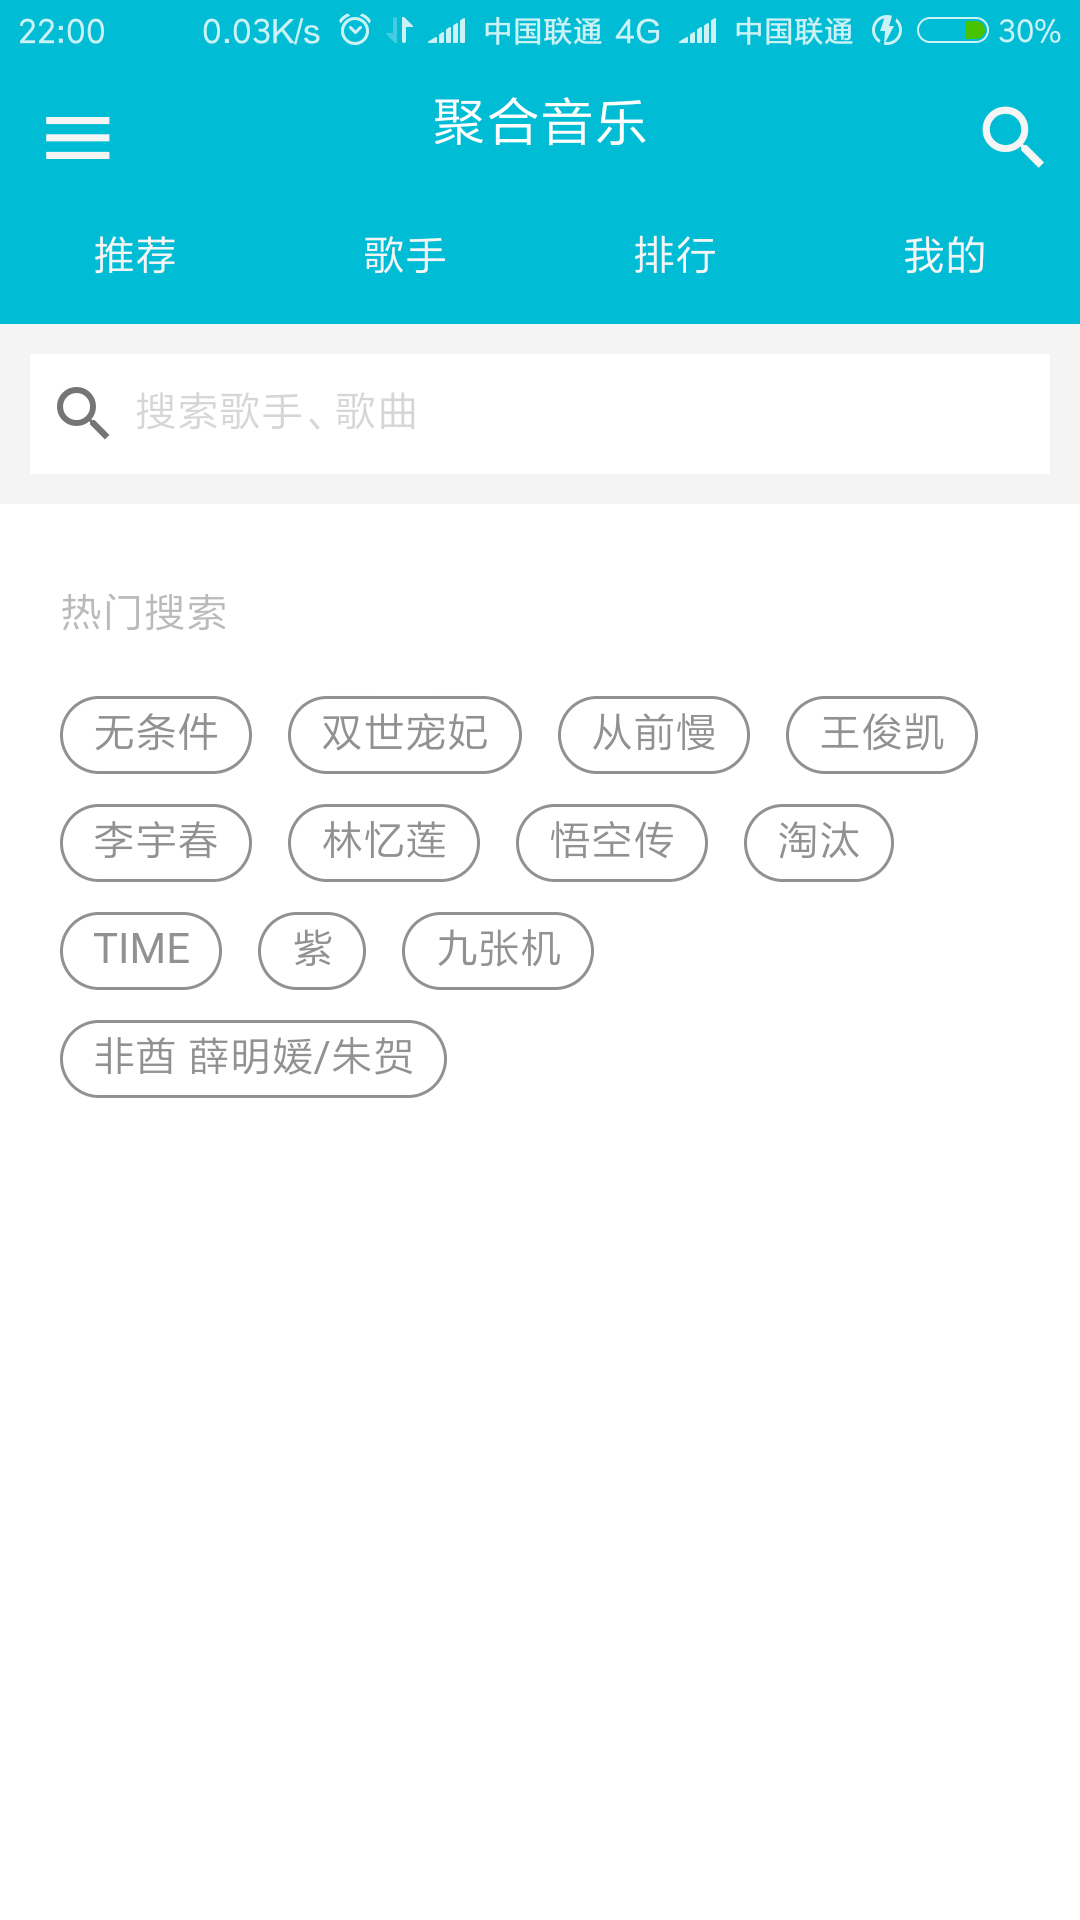 22:00 0.03K/s 中国联通 4G 中国联通 30%
聚合音乐
推荐 歌手 排行 我的
搜索歌手、歌曲
热门搜索
无条件 双世宠妃 从前慢 王俊凯
李宇春 林忆莲 悟空传 淘汰
TIME 紫 九张机
非酋 薛明媛/朱贺